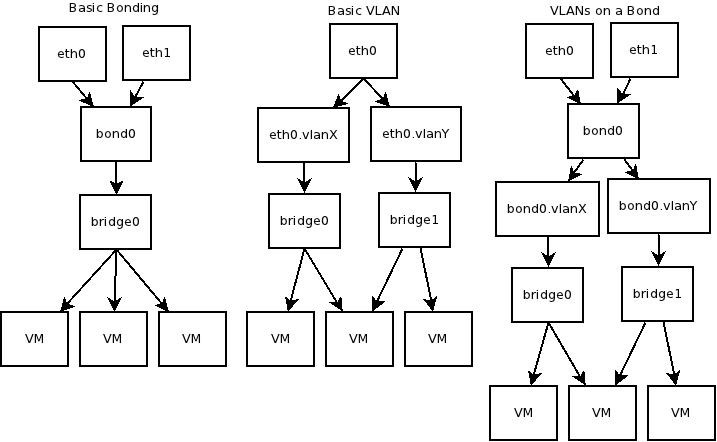 Basic Bonding
eth0
eth1
bond0
bridge0
VM
VM
VM
Basic VLAN
eth0
eth0.vlanX
eth0.vlanY
bridge0
bridge1
VM
VM
VM
VLANs on a Bond
eth0
eth1
bond0
bond0.vlanX
bond0.vlanY
bridge0
bridge1
VM
VM
VM